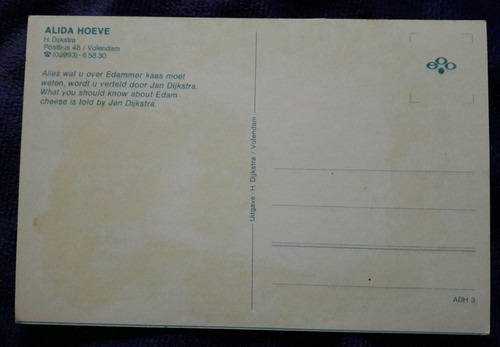 ALIDA HOEVE
H. Dijkstra
Postbus 48 / Volendam
☎ (02993) - 6 58.30
Alles wat u over Edammer kaas moet
weten, wordt u verteld door Jan Dijkstra.
What you should know about Edam
cheese is told by Jan Dijkstra.
Uitgave: H. Dijkstra / Volendam
ADH 3